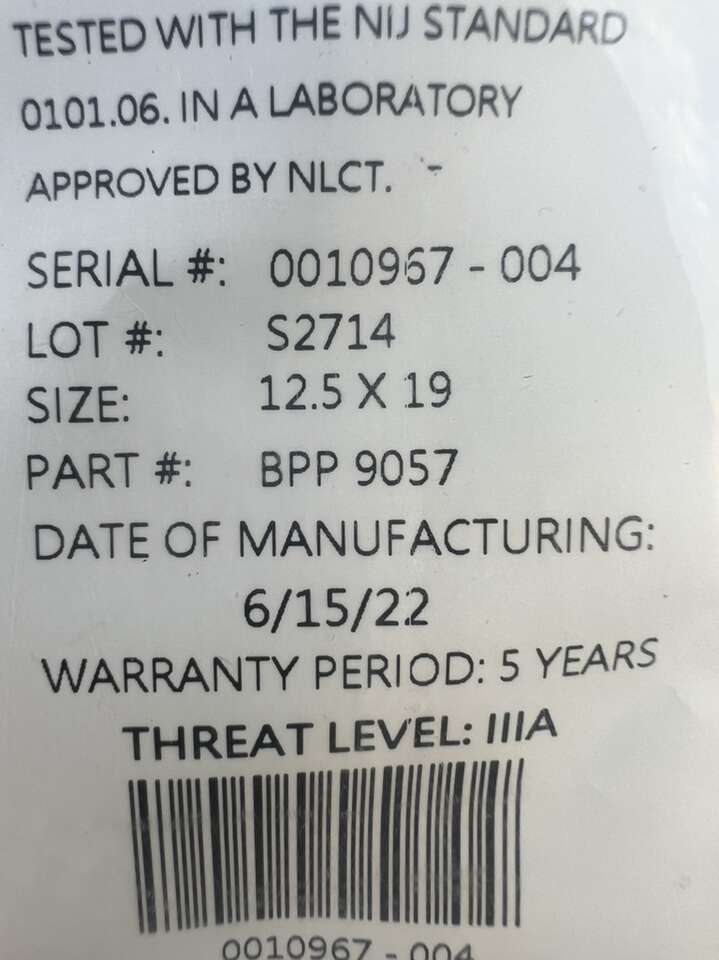 TESTED WITH THE NIJ STANDARD
0101.06. IN A LABORATORY
APPROVED BY NLCT.
SERIAL #: 0010967 - 004
LOT #: S2714
SIZE: 12.5 X 19
PART #: BPP 9057
DATE OF MANUFACTURING:
6/15/22
WARRANTY PERIOD: 5 YEARS
THREAT LEVEL: IIIA
0010967 - 004